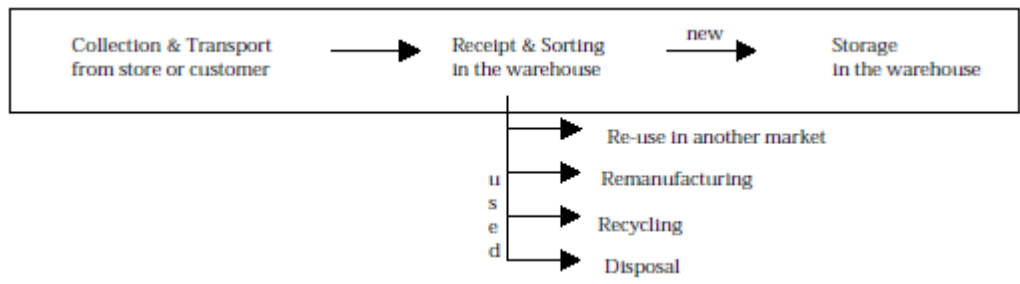 Collection & Transport
from store or customer
Receipt & Sorting
in the warehouse
new
Storage
in the warehouse
used
Re-use in another market
Remanufacturing
Recycling
Disposal